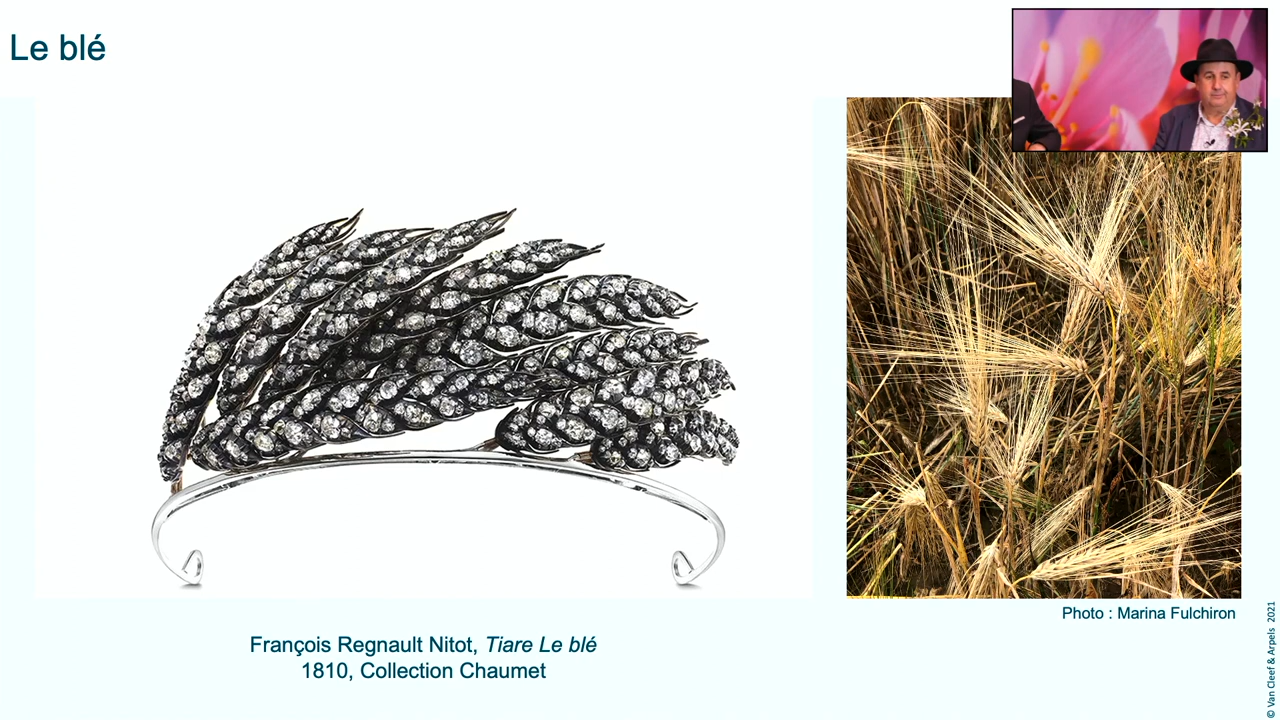 Le blé
Photo : Marina Fulchiron
François Regnault Nitot, Tiare Le blé
1810, Collection Chaumet
© Van Cleef & Arpels 2021